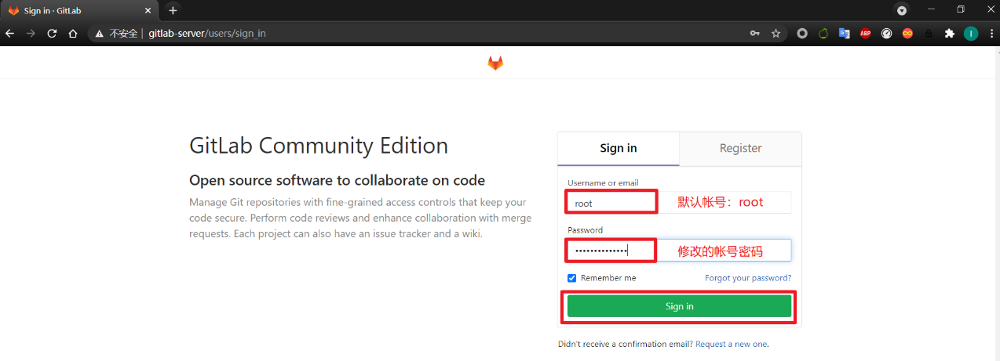 Sign in · GitLab
不安全 | gitlab-server/users/sign_in
ABP
I
GitLab Community Edition
Open source software to collaborate on code
Manage Git repositories with fine-grained access controls that keep your
code secure. Perform code reviews and enhance collaboration with merge
requests. Each project can also have an issue tracker and a wiki.
Sign in Register
Username or email
root 默认帐号：root
Password
•••••••••••••• 修改的帐号密码
Remember me Forgot your password?
Sign in
Didn't receive a confirmation email? Request a new one.